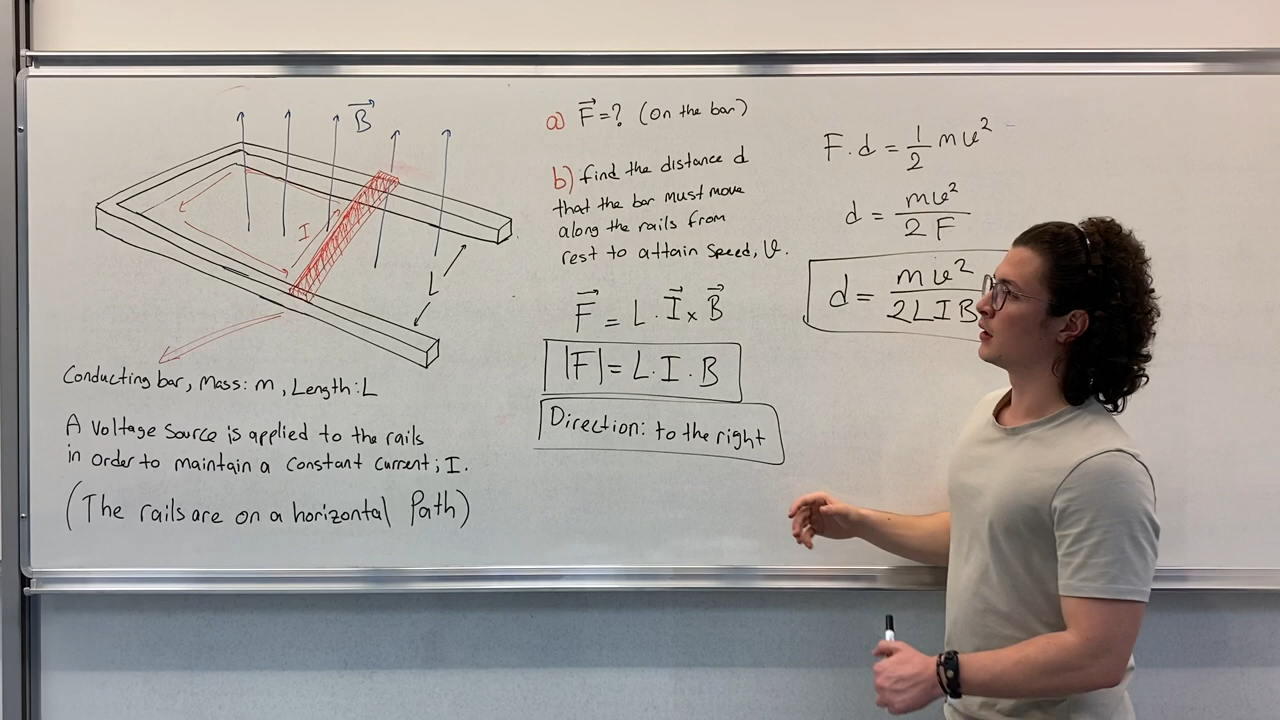 B⃗
I
L
Conducting bar, Mass: m, Length: L
A voltage source is applied to the rails
in order to maintain a constant current; I.
(The rails are on a horizontal Path)
a) F⃗ = ? (on the bar)
b) find the distance d
that the bar must move
along the rails from
rest to attain speed, v.
F⃗ = L · I⃗ × B⃗
|F| = L · I · B
Direction: to the right
F · d = 1/2 mv²
d = mv²/2F
d = mv²/2LIB